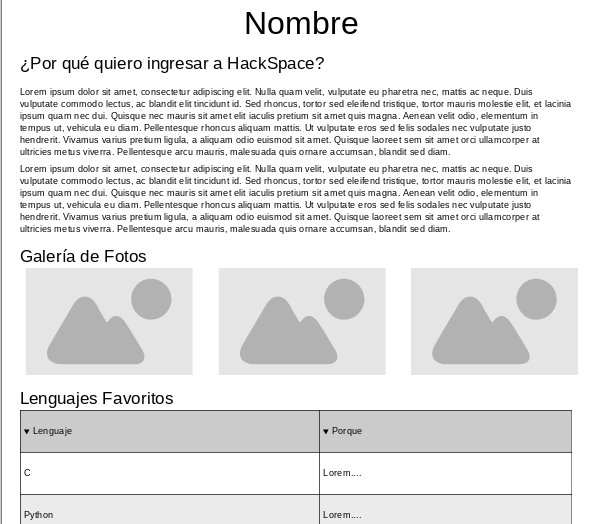 Nombre
¿Por qué quiero ingresar a HackSpace?
Lorem ipsum dolor sit amet, consectetur adipiscing elit. Nulla quam velit, vulputate eu pharetra nec, mattis ac neque. Duis
vulputate commodo lectus, ac blandit elit tincidunt id. Sed rhoncus, tortor sed eleifend tristique, tortor mauris molestie elit, et lacinia
ipsum quam nec dui. Quisque nec mauris sit amet elit iaculis pretium sit amet quis magna. Aenean velit odio, elementum in
tempus ut, vehicula eu diam. Pellentesque rhoncus aliquam mattis. Ut vulputate eros sed felis sodales nec vulputate justo
hendrerit. Vivamus varius pretium ligula, a aliquam odio euismod sit amet. Quisque laoreet sem sit amet orci ullamcorper at
ultricies metus viverra. Pellentesque arcu mauris, malesuada quis ornare accumsan, blandit sed diam.
Lorem ipsum dolor sit amet, consectetur adipiscing elit. Nulla quam velit, vulputate eu pharetra nec, mattis ac neque. Duis
vulputate commodo lectus, ac blandit elit tincidunt id. Sed rhoncus, tortor sed eleifend tristique, tortor mauris molestie elit, et lacinia
ipsum quam nec dui. Quisque nec mauris sit amet elit iaculis pretium sit amet quis magna. Aenean velit odio, elementum in
tempus ut, vehicula eu diam. Pellentesque rhoncus aliquam mattis. Ut vulputate eros sed felis sodales nec vulputate justo
hendrerit. Vivamus varius pretium ligula, a aliquam odio euismod sit amet. Quisque laoreet sem sit amet orci ullamcorper at
ultricies metus viverra. Pellentesque arcu mauris, malesuada quis ornare accumsan, blandit sed diam.
Galería de Fotos
Lenguajes Favoritos
▼ Lenguaje ▼ Porque
C Lorem....
Python Lorem....